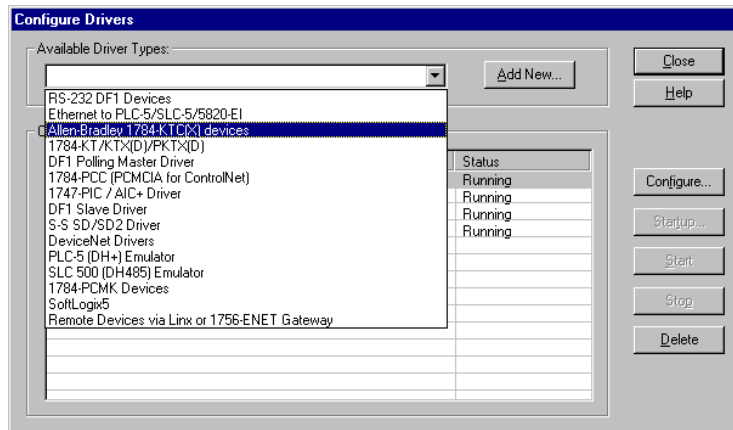 Configure Drivers
Available Driver Types:
Add New...
Close
Help
RS-232 DF1 Devices
Ethernet to PLC-5/SLC-5/5820-EI
Allen-Bradley 1784-KTC(X) devices
1784-KT/KTX(D)/PKTX(D)
DF1 Polling Master Driver
1784-PCC (PCMCIA for ControlNet)
1747-PIC / AIC+ Driver
DF1 Slave Driver
S-S SD/SD2 Driver
DeviceNet Drivers
PLC-5 (DH+) Emulator
SLC 500 (DH485) Emulator
1784-PCMK Devices
SoftLogix5
Remote Devices via Linx or 1756-ENET Gateway
Status
Running
Running
Running
Running
Configure...
Startup...
Start
Stop
Delete